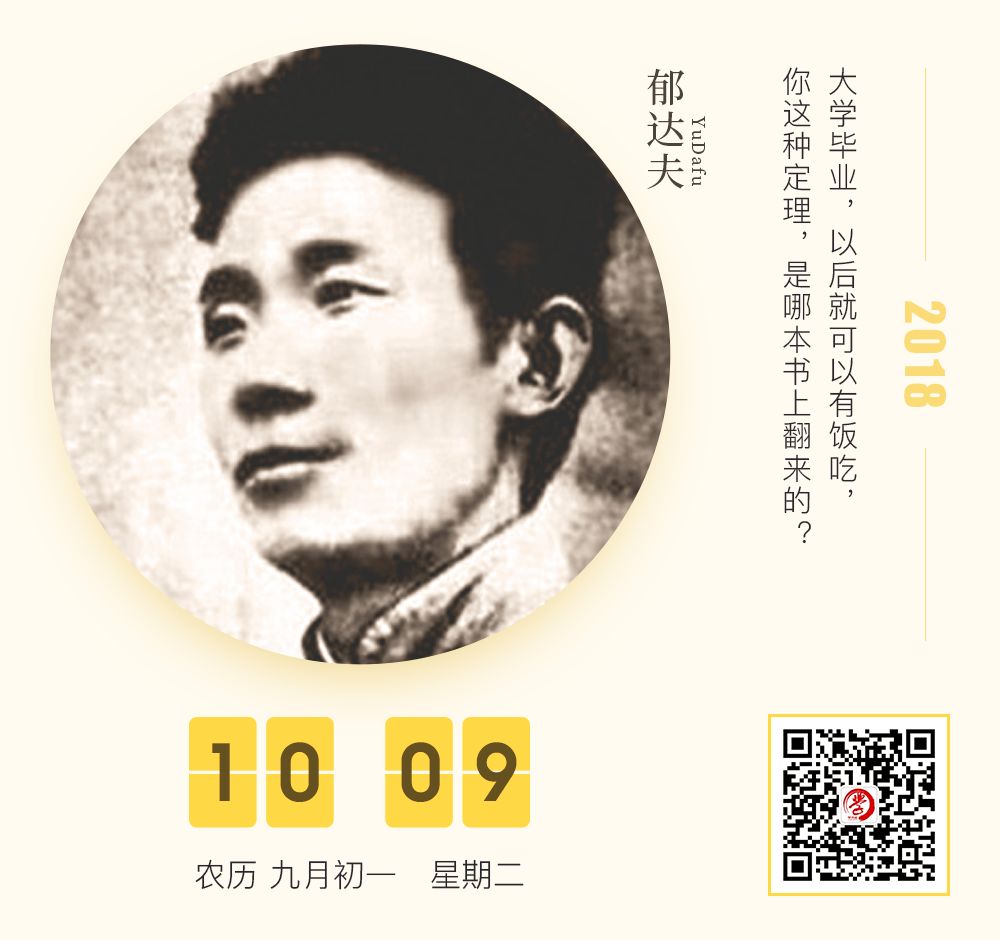 郁达夫
YuDafu
大学毕业，以后就可以有饭吃，
你这种定理，是哪本书上翻来的？
2018
10 09
农历 九月初一 星期二